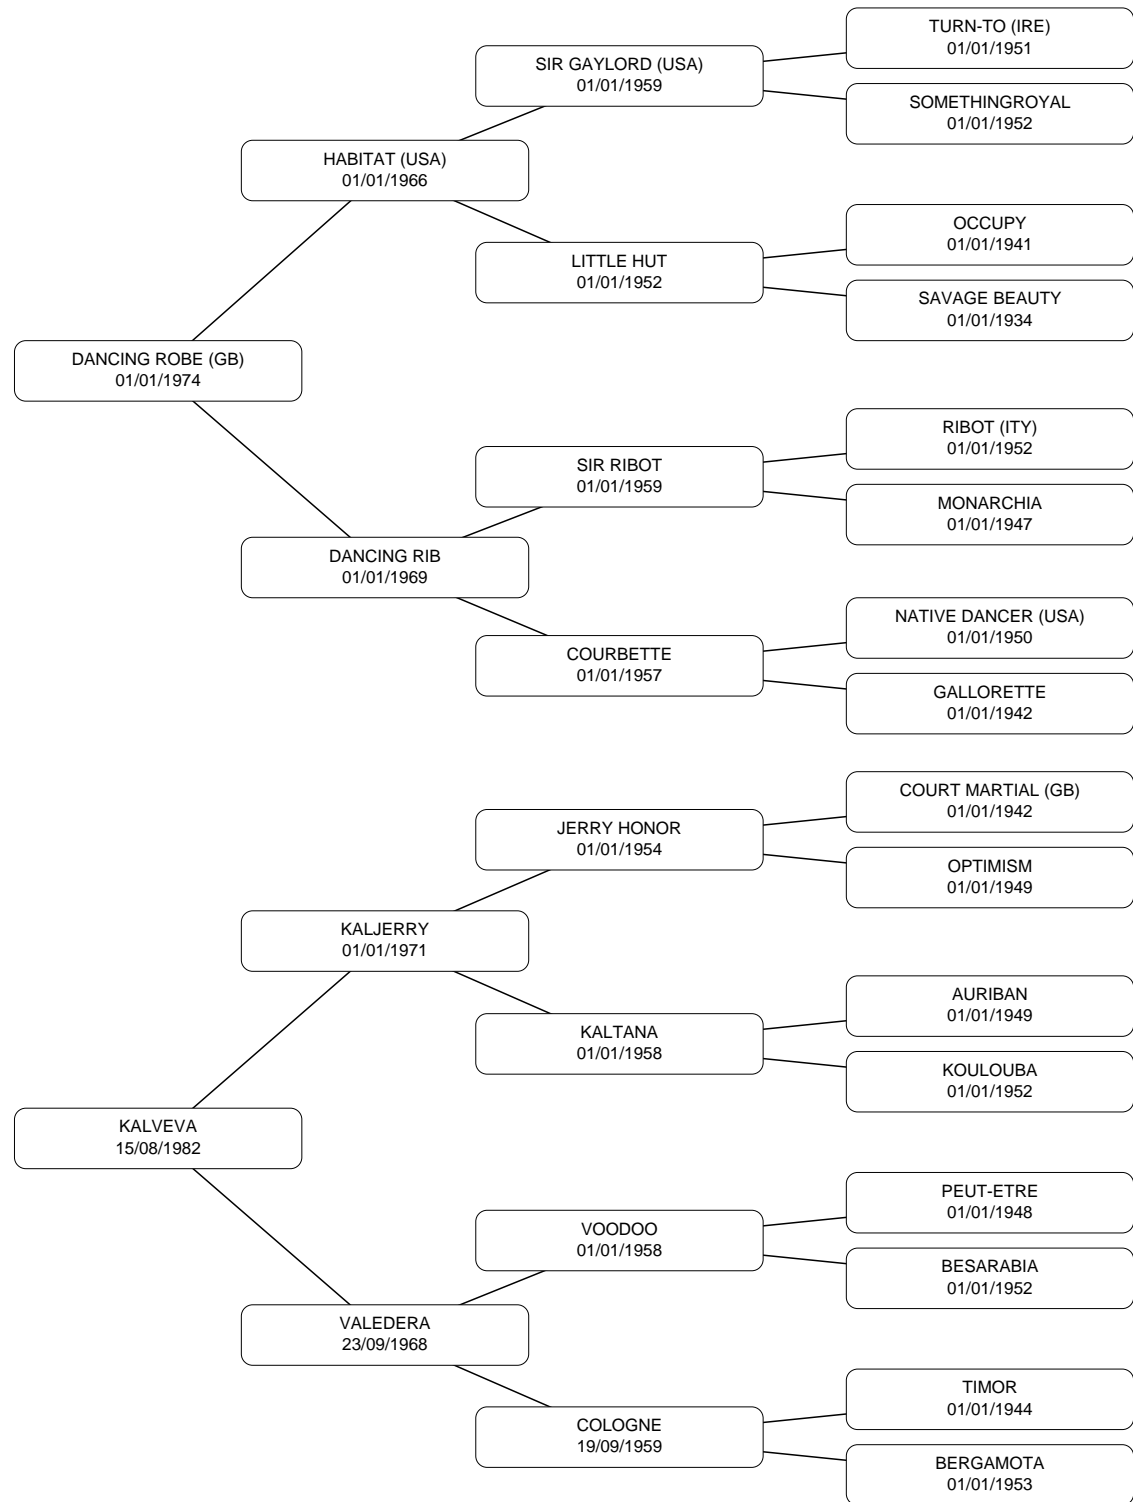 TURN-TO (IRE)
01/01/1951
SIR GAYLORD (USA)
01/01/1959
SOMETHINGROYAL
01/01/1952
HABITAT (USA)
01/01/1966
OCCUPY
01/01/1941
LITTLE HUT
01/01/1952
SAVAGE BEAUTY
01/01/1934
DANCING ROBE (GB)
01/01/1974
RIBOT (ITY)
01/01/1952
SIR RIBOT
01/01/1959
MONARCHIA
01/01/1947
DANCING RIB
01/01/1969
NATIVE DANCER (USA)
01/01/1950
COURBETTE
01/01/1957
GALLORETTE
01/01/1942
COURT MARTIAL (GB)
01/01/1942
JERRY HONOR
01/01/1954
OPTIMISM
01/01/1949
KALJERRY
01/01/1971
AURIBAN
01/01/1949
KALTANA
01/01/1958
KOULOUBA
01/01/1952
KALVEVA
15/08/1982
PEUT-ETRE
01/01/1948
VOODOO
01/01/1958
BESARABIA
01/01/1952
VALEDERA
23/09/1968
TIMOR
01/01/1944
COLOGNE
19/09/1959
BERGAMOTA
01/01/1953